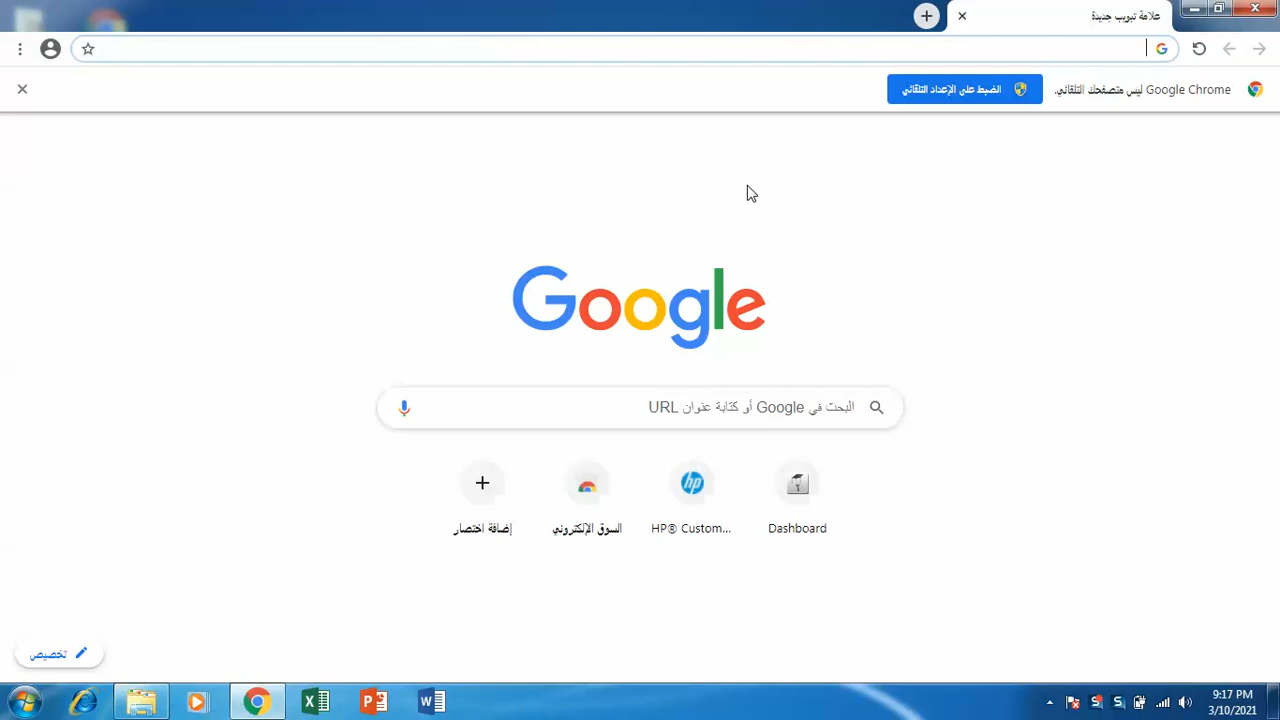 علامة تبويب جديدة
Google Chrome ليس متصفحك التلقائي.
الضبط على الإعداد التلقائي
Google
البحث في Google أو كتابة عنوان URL
Dashboard
HP® Custom...
السوق الإلكتروني
إضافة اختصار
تخصيص
9:17 PM
3/10/2021